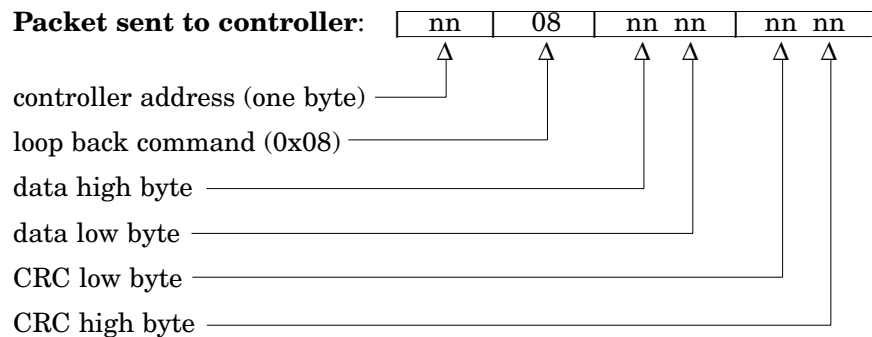 Packet sent to controller: nn 08 nn nn nn nn
controller address (one byte)
loop back command (0x08)
data high byte
data low byte
CRC low byte
CRC high byte